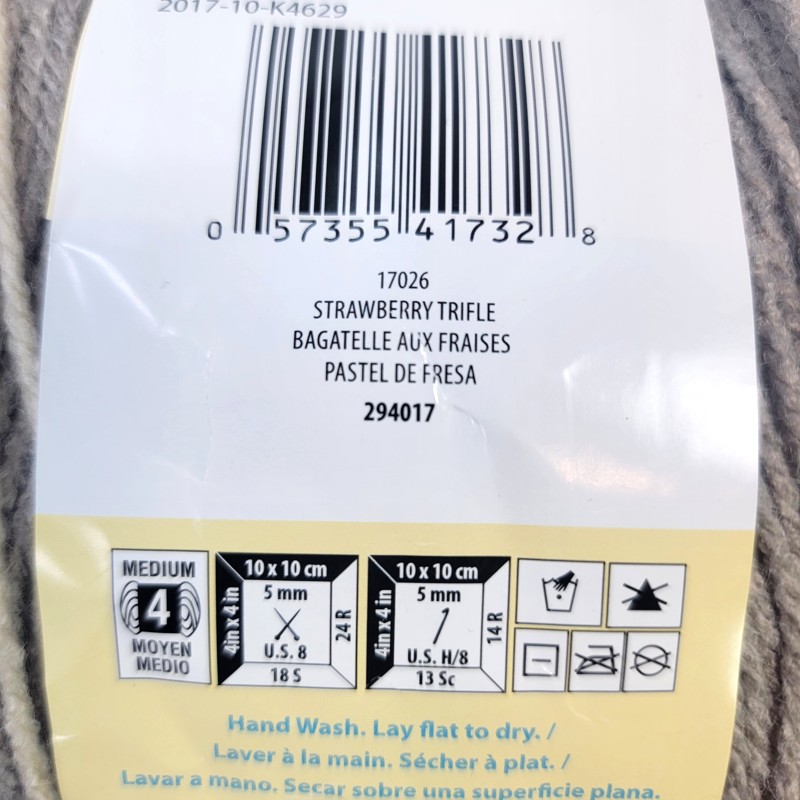 2017-10-K4629
0 57355 41732 8
17026
STRAWBERRY TRIFLE
BAGATELLE AUX FRAISES
PASTEL DE FRESA
294017
MEDIUM
4
MOYEN
MEDIO
10 x 10 cm
4in x 4 in
5 mm
U.S. 8
24 R
18 S
10 x 10 cm
4in x 4 in
5 mm
U.S. H/8
14 R
13 Sc
Hand Wash. Lay flat to dry. /
Laver à la main. Sécher à plat. /
Lavar a mano. Secar sobre una superficie plana.